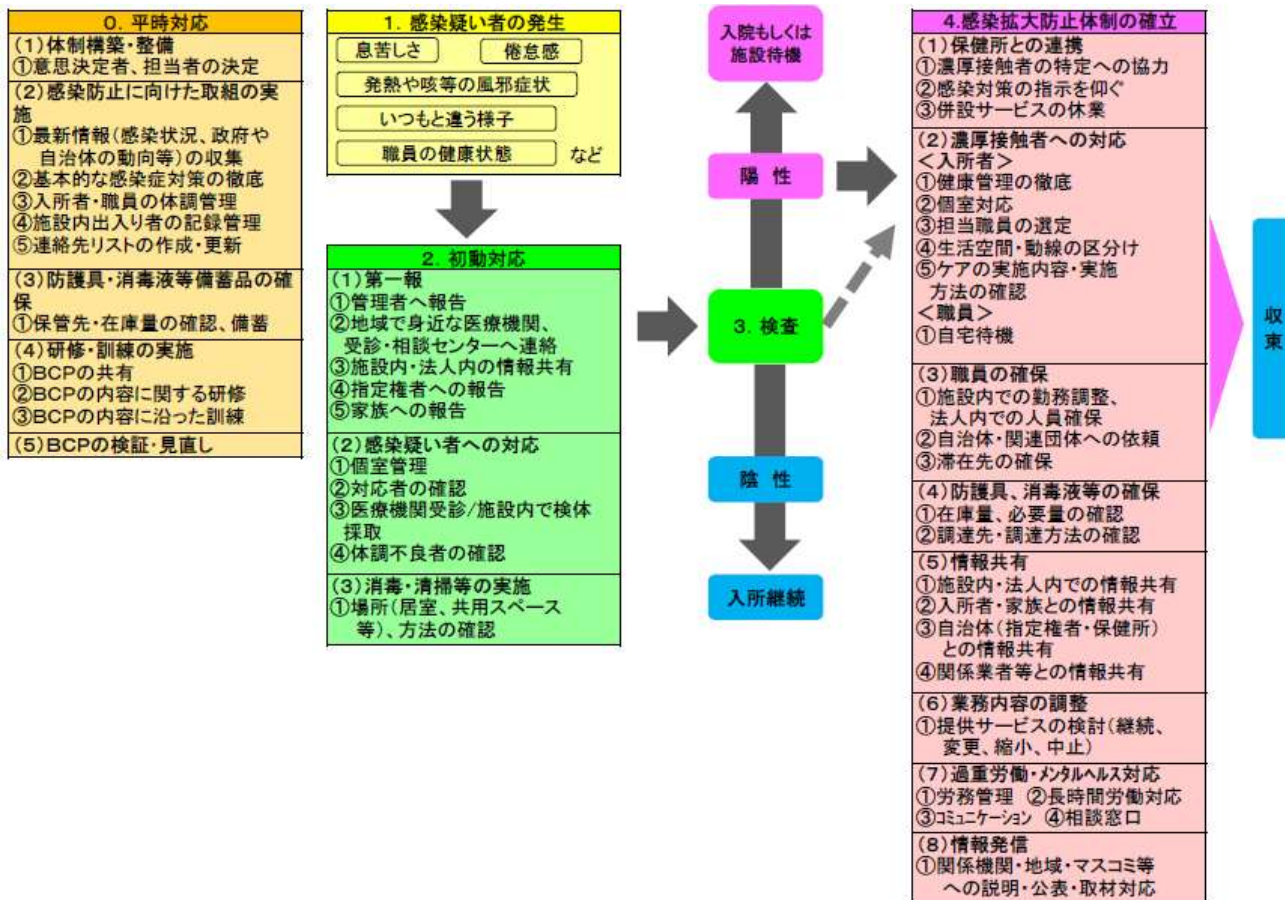 0. 平時対応
(1)体制構築・整備
①意思決定者、担当者の決定
(2)感染防止に向けた取組の実
施
①最新情報(感染状況、政府や
自治体の動向等)の収集
②基本的な感染症対策の徹底
③入所者・職員の体調管理
④施設内出入り者の記録管理
⑤連絡先リストの作成・更新
(3)防護具・消毒液等備蓄品の確
保
①保管先・在庫量の確認、備蓄
(4)研修・訓練の実施
①BCPの共有
②BCPの内容に関する研修
③BCPの内容に沿った訓練
(5)BCPの検証・見直し
1. 感染疑い者の発生
息苦しさ
倦怠感
発熱や咳等の風邪症状
いつもと違う様子
職員の健康状態 など
2. 初動対応
(1)第一報
①管理者へ報告
②地域で身近な医療機関、
受診・相談センターへ連絡
③施設内・法人内の情報共有
④指定権者への報告
⑤家族への報告
(2)感染疑い者への対応
①個室管理
②対応者の確認
③医療機関受診/施設内で検体
採取
④体調不良者の確認
(3)消毒・清掃等の実施
①場所(居室、共用スペース
等)、方法の確認
入院もしくは
施設待機
陽 性
3. 検査
陰 性
入所継続
4.感染拡大防止体制の確立
(1)保健所との連携
①濃厚接触者の特定への協力
②感染対策の指示を仰ぐ
③併設サービスの休業
(2)濃厚接触者への対応
<入所者>
①健康管理の徹底
②個室対応
③担当職員の選定
④生活空間・動線の区分け
⑤ケアの実施内容・実施
方法の確認
<職員>
①自宅待機
(3)職員の確保
①施設内での勤務調整、
法人内での人員確保
②自治体・関連団体への依頼
③滞在先の確保
(4)防護具、消毒液等の確保
①在庫量、必要量の確認
②調達先・調達方法の確認
(5)情報共有
①施設内・法人内での情報共有
②入所者・家族との情報共有
③自治体(指定権者・保健所)
との情報共有
④関係業者等との情報共有
(6)業務内容の調整
①提供サービスの検討(継続、
変更、縮小、中止)
(7)過重労働・メンタルヘルス対応
①労務管理 ②長時間労働対応
③コミュニケーション ④相談窓口
(8)情報発信
①関係機関・地域・マスコミ等
への説明・公表・取材対応
収束